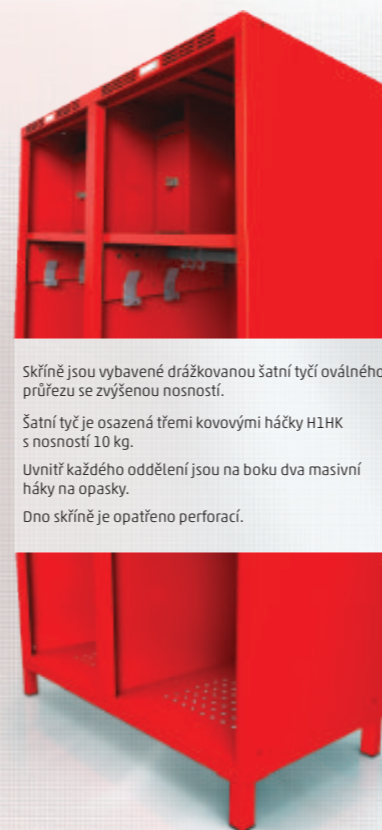 Skříně jsou vybavené drážkovanou šatní tyčí oválného
průřezu se zvýšenou nosností.
Šatní tyč je osazená třemi kovovými háčky H1HK
s nosností 10 kg.
Uvnitř každého oddělení jsou na boku dva masivní
háky na opasky.
Dno skříně je opatřeno perforací.